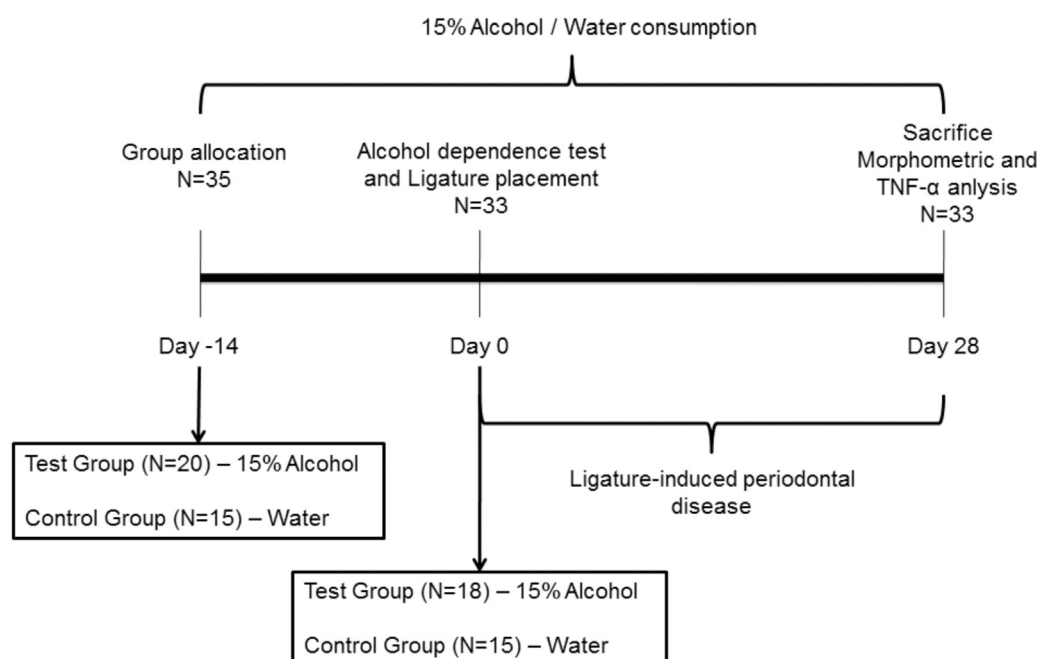 15% Alcohol / Water consumption
Group allocation
N=35
Alcohol dependence test
and Ligature placement
N=33
Sacrifice
Morphometric and
TNF-α anlysis
N=33
Day -14
Day 0
Day 28
Test Group (N=20) – 15% Alcohol
Control Group (N=15) – Water
Ligature-induced periodontal
disease
Test Group (N=18) – 15% Alcohol
Control Group (N=15) – Water